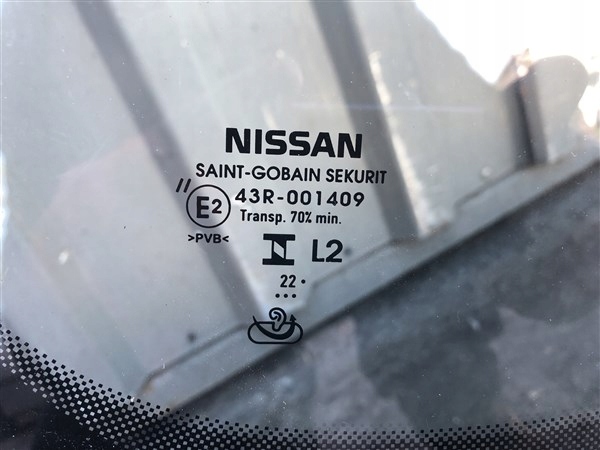 NISSAN
SAINT-GOBAIN SEKURIT
// E2 43R-001409
Transp. 70% min.
>PVB<
N L2
22 •
•••